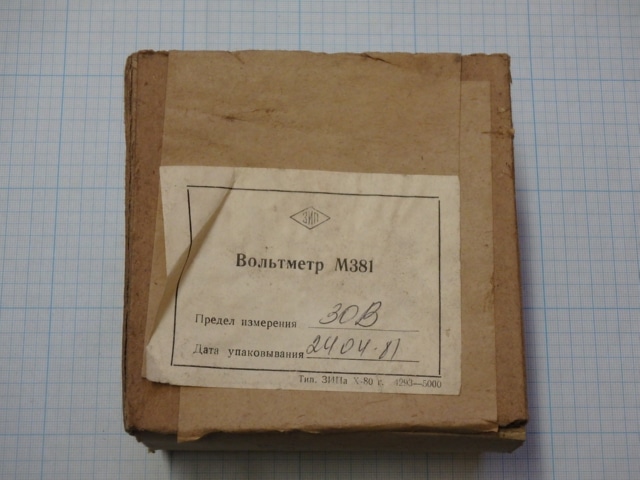 ЗИП
Вольтметр М381
Предел измерения 30В
Дата упаковывания 24 04-81
Тип. ЗИПа X-80 г. 4293—5000